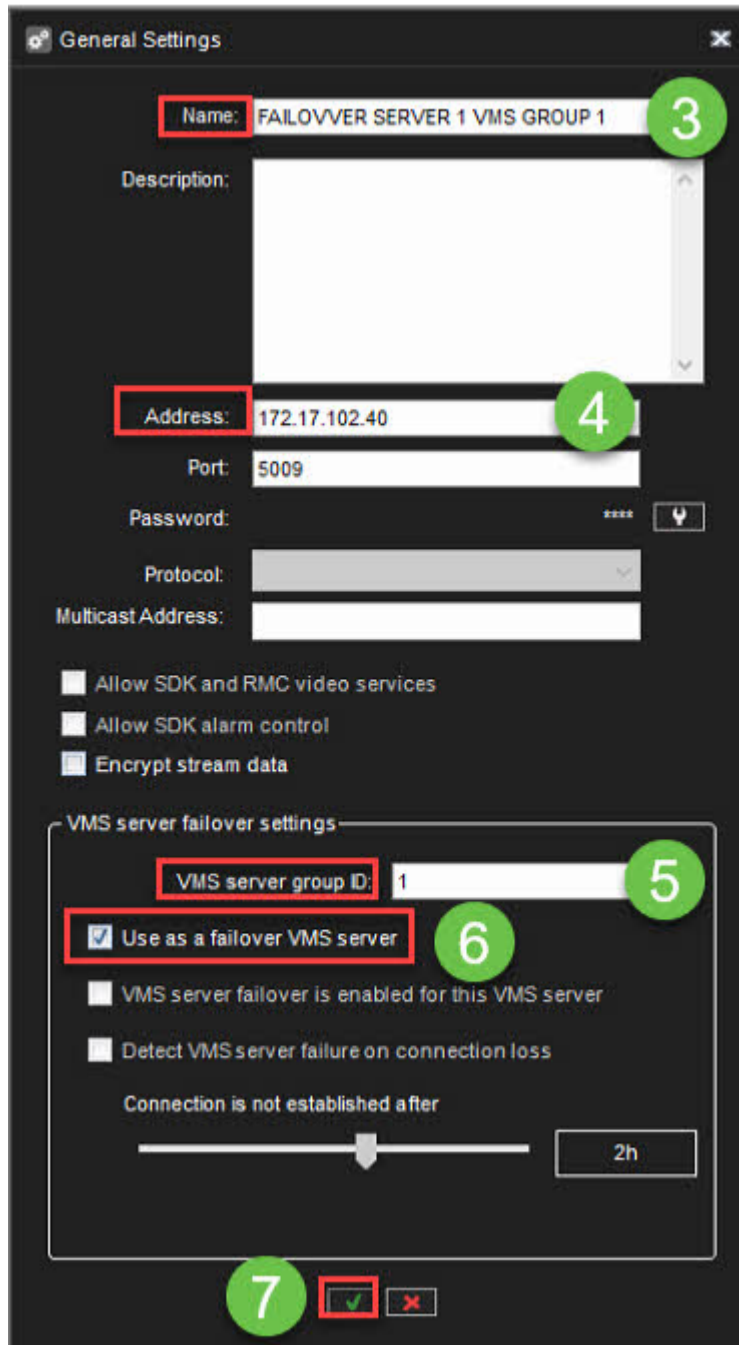 General Settings
Name: FAILOVVER SERVER 1 VMS GROUP 1 3
Description:
Address: 172.17.102.40 4
Port: 5009
Password: ****
Protocol:
Multicast Address:
Allow SDK and RMC video services
Allow SDK alarm control
Encrypt stream data
VMS server failover settings
VMS server group ID: 1 5
Use as a failover VMS server 6
VMS server failover is enabled for this VMS server
Detect VMS server failure on connection loss
Connection is not established after
2h
7